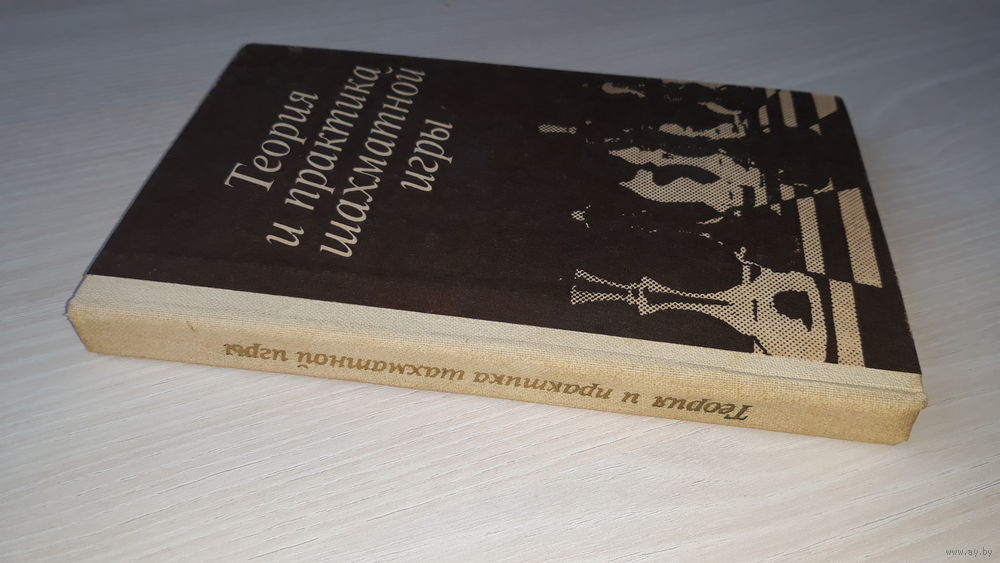 Теория
и практика
шахматной
игры
Теория и практика шахматной игры
www.ay.by